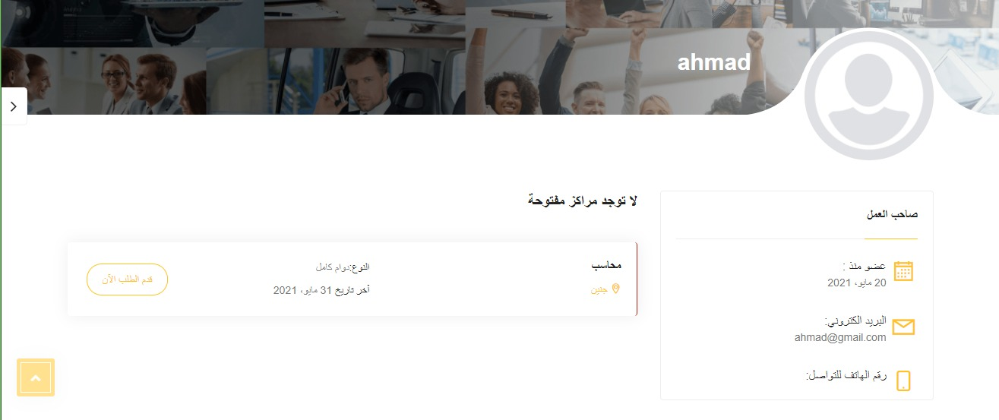 ahmad
صاحب العمل
عضو منذ :
20 مايو، 2021
البريد الكتروني:
ahmad@gmail.com
رقم الهاتف للتواصل:
لا توجد مراكز مفتوحة
محاسب
جنين
النوع:دوام كامل
آخر تاريخ 31 مايو، 2021
قدم الطلب الآن